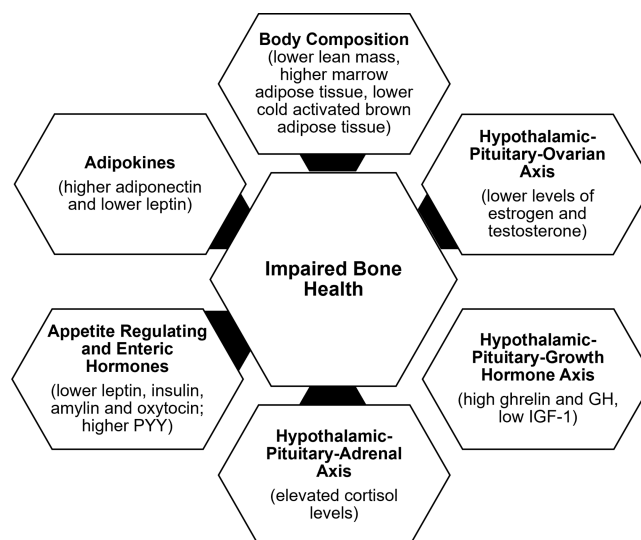 Body Composition
(lower lean mass,
higher marrow
adipose tissue, lower
cold activated brown
adipose tissue)
Adipokines
(higher adiponectin
and lower leptin)
Hypothalamic-
Pituitary-Ovarian
Axis
(lower levels of
estrogen and
testosterone)
Impaired Bone
Health
Appetite Regulating
and Enteric
Hormones
(lower leptin, insulin,
amylin and oxytocin;
higher PYY)
Hypothalamic-
Pituitary-Growth
Hormone Axis
(high ghrelin and GH,
low IGF-1)
Hypothalamic-
Pituitary-Adrenal
Axis
(elevated cortisol
levels)